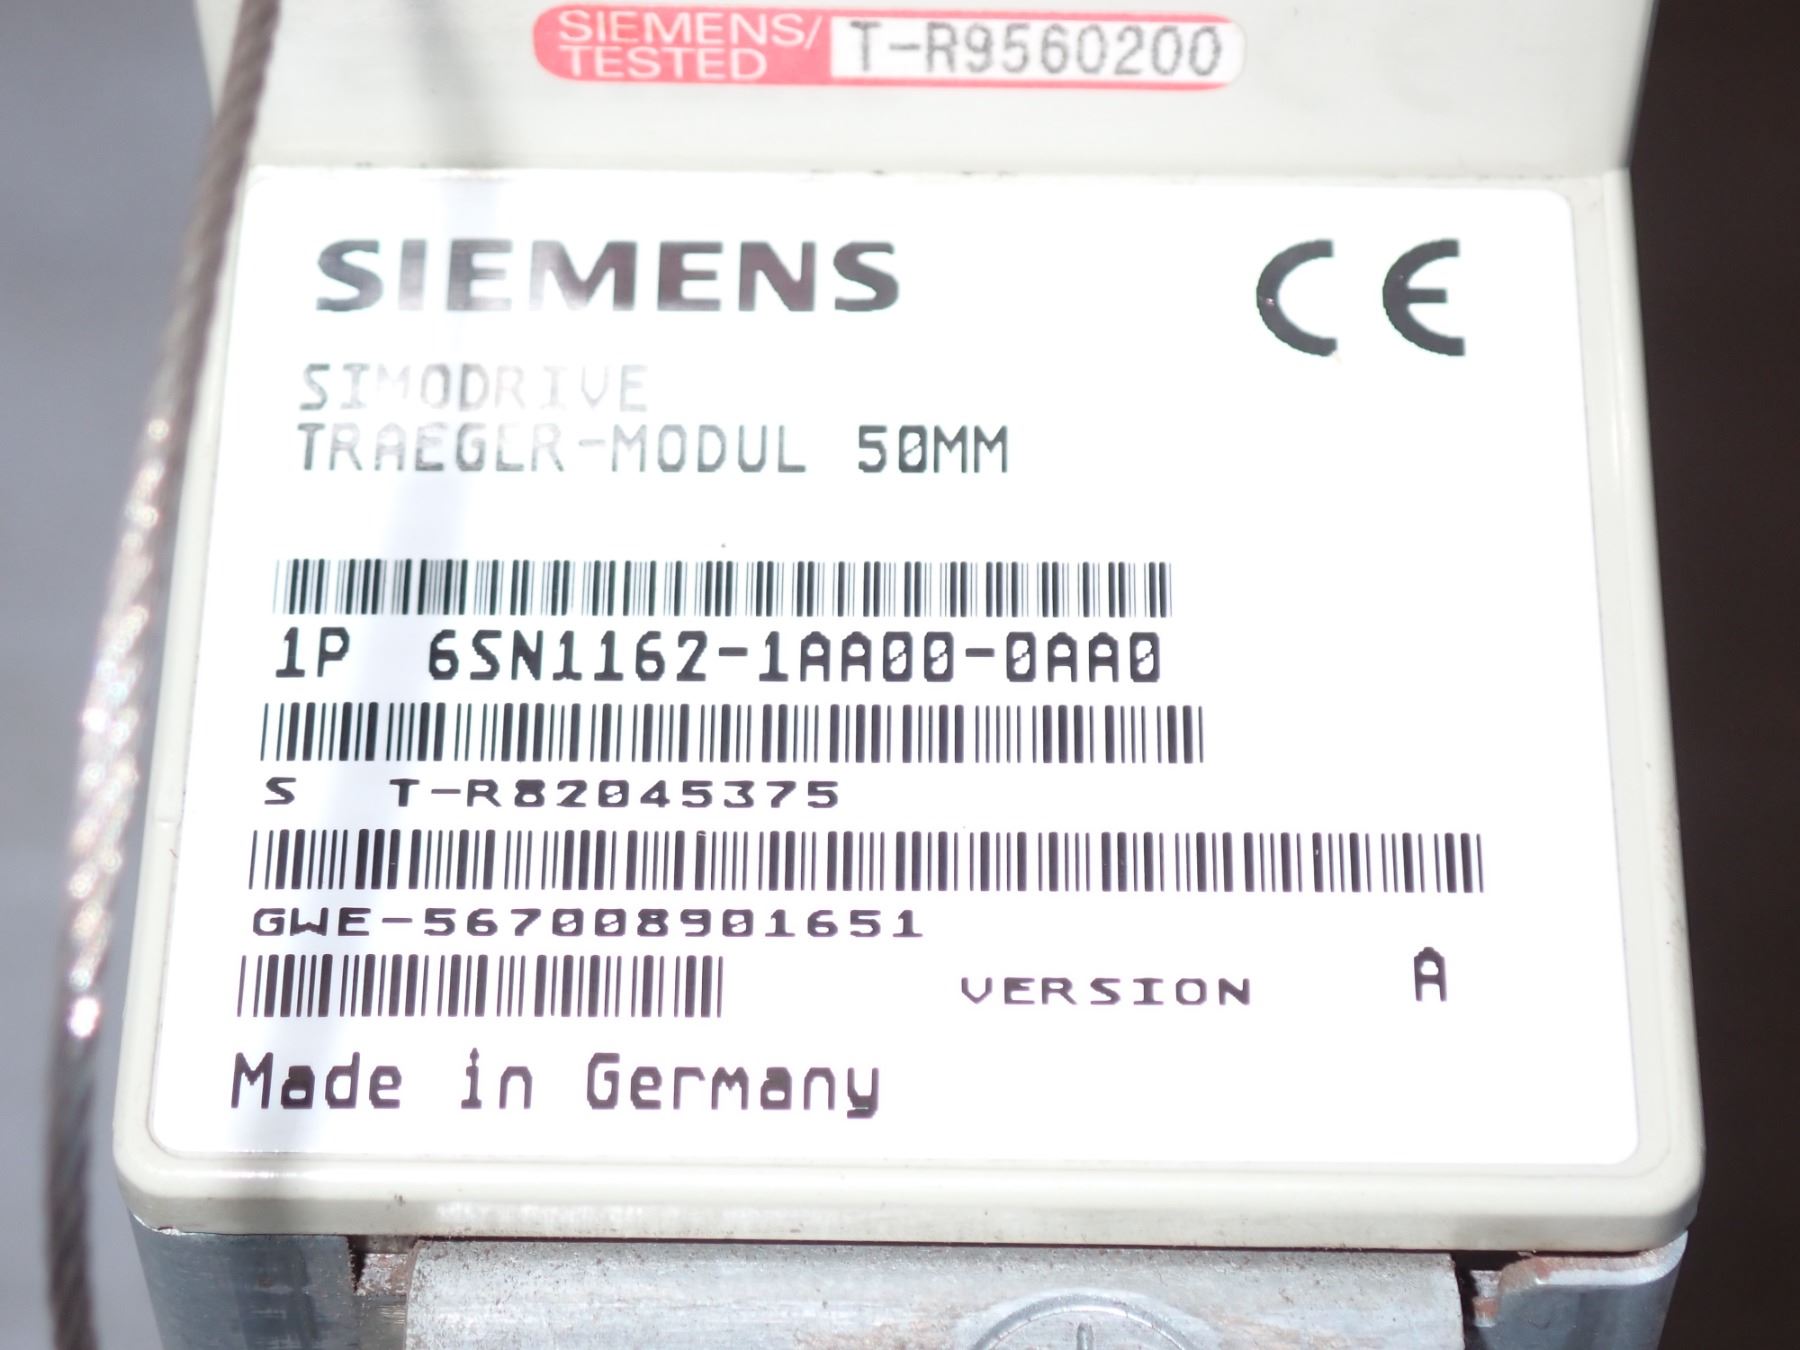 SIEMENS/
TESTED
T-R9560200
SIEMENS
CE
SIMODRIVE
TRAEGER-MODUL 50MM
1P 6SN1162-1AA00-0AA0
S T-R82045375
GWE-567008901651
VERSION A
Made in Germany